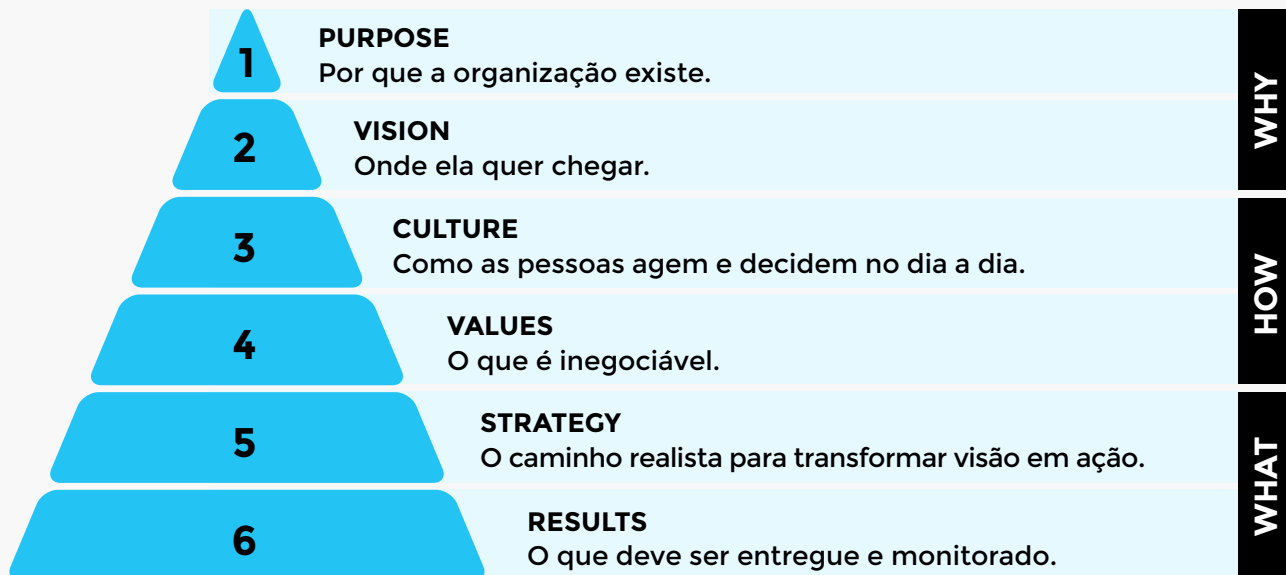 1
PURPOSE
Por que a organização existe.
2
VISION
Onde ela quer chegar.
WHY
3
CULTURE
Como as pessoas agem e decidem no dia a dia.
4
VALUES
O que é inegociável.
HOW
5
STRATEGY
O caminho realista para transformar visão em ação.
6
RESULTS
O que deve ser entregue e monitorado.
WHAT